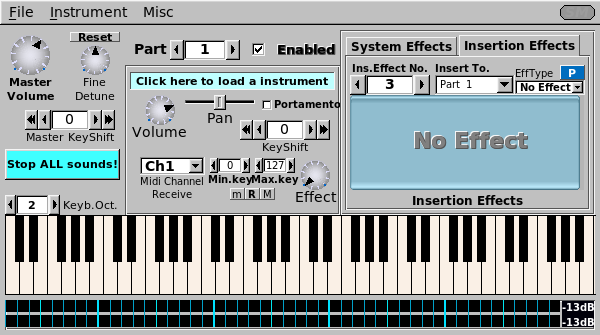 File Instrument Misc
Reset
Master Volume
Fine Detune
0
Master KeyShift
Stop ALL sounds!
2 Keyb.Oct.
Part 1 Enabled
Click here to load a instrument
Volume
Pan
Portamento
0
KeyShift
Ch1
Midi Channel
Receive
0 127
Min.key Max.key
m R M
Effect
System Effects Insertion Effects
Ins.Effect No. Insert To. EffType P
3 Part 1 No Effect
No Effect
Insertion Effects
-13dB
-13dB